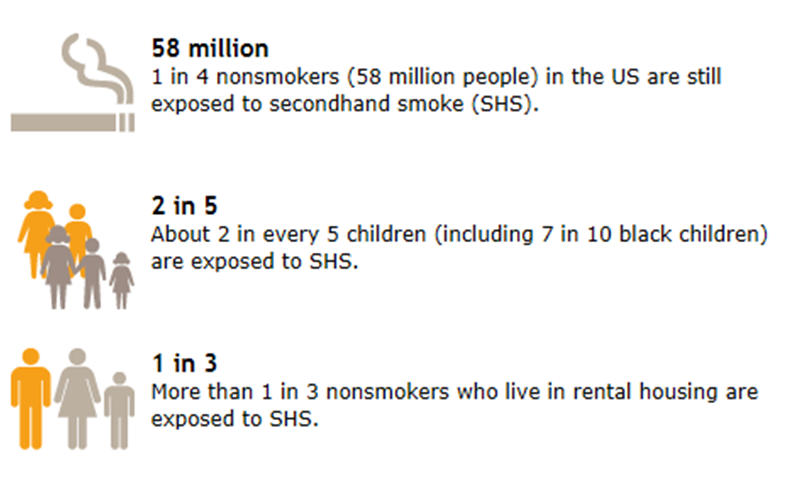 58 million
1 in 4 nonsmokers (58 million people) in the US are still
exposed to secondhand smoke (SHS).
2 in 5
About 2 in every 5 children (including 7 in 10 black children)
are exposed to SHS.
1 in 3
More than 1 in 3 nonsmokers who live in rental housing are
exposed to SHS.